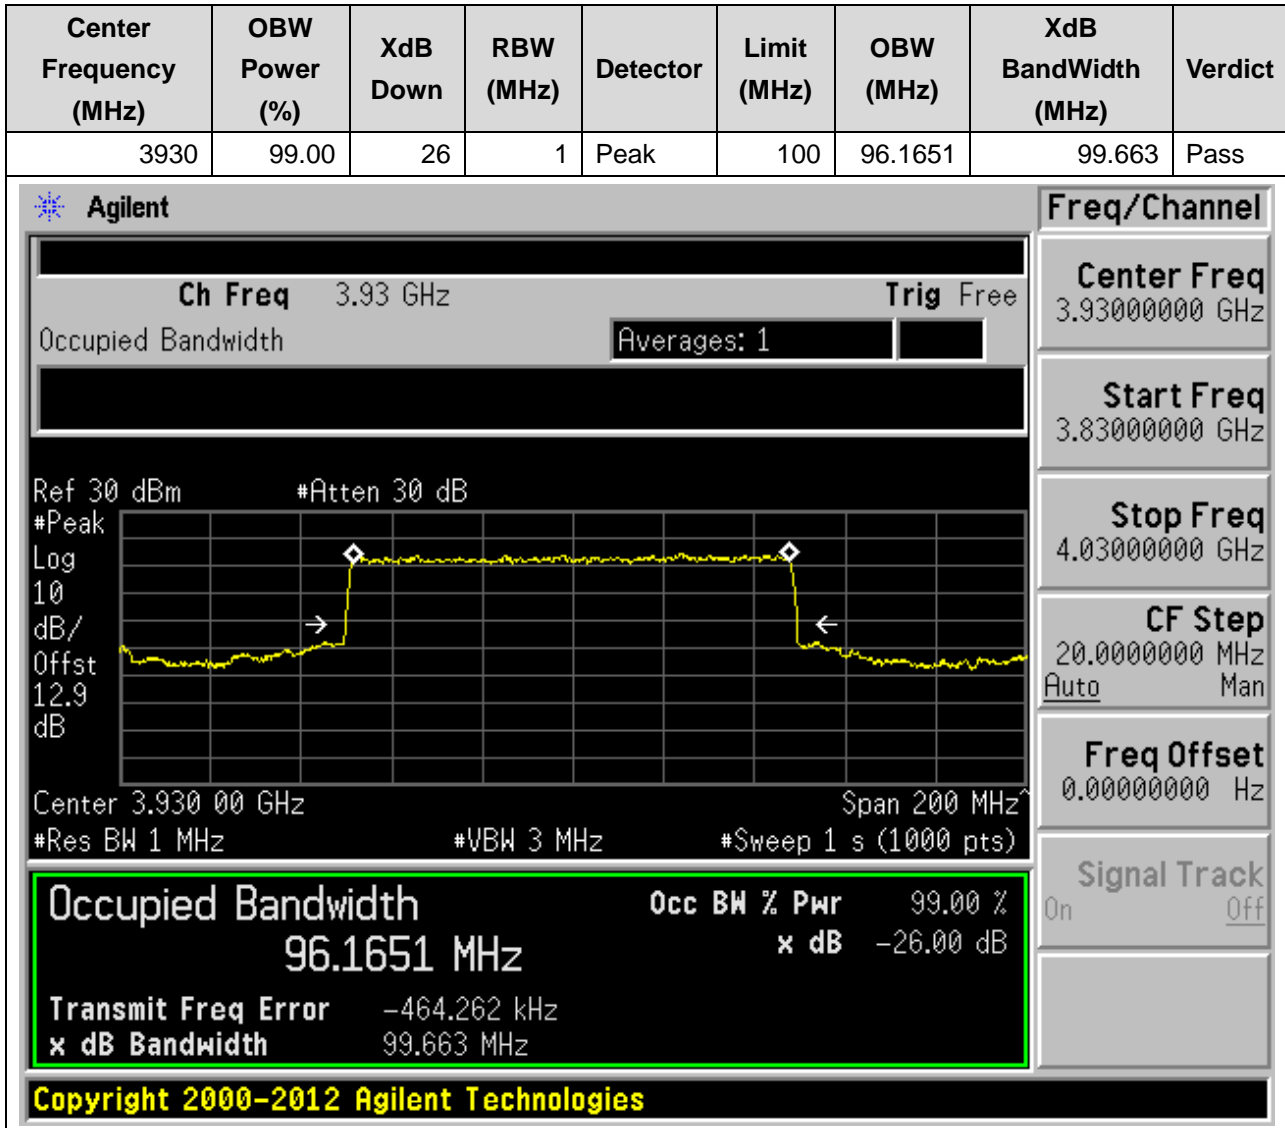 Center Frequency (MHz) OBW Power (%) XdB Down RBW (MHz) Detector Limit (MHz) OBW (MHz) XdB BandWidth (MHz) Verdict
3930 99.00 26 1 Peak 100 96.1651 99.663 Pass
Agilent
Freq/Channel
Ch Freq 3.93 GHz Trig Free
Occupied Bandwidth Averages: 1
Center Freq
3.93000000 GHz
Start Freq
3.83000000 GHz
Stop Freq
4.03000000 GHz
CF Step
20.0000000 MHz
Auto Man
Freq Offset
0.00000000 Hz
Signal Track
On Off
Ref 30 dBm #Atten 30 dB
#Peak
Log
10
dB/
Offst
12.9
dB
Center 3.930 00 GHz Span 200 MHz^
#Res BW 1 MHz #VBW 3 MHz #Sweep 1 s (1000 pts)
Occupied Bandwidth Occ BW % Pwr 99.00 %
96.1651 MHz x dB -26.00 dB
Transmit Freq Error -464.262 kHz
x dB Bandwidth 99.663 MHz
Copyright 2000-2012 Agilent Technologies